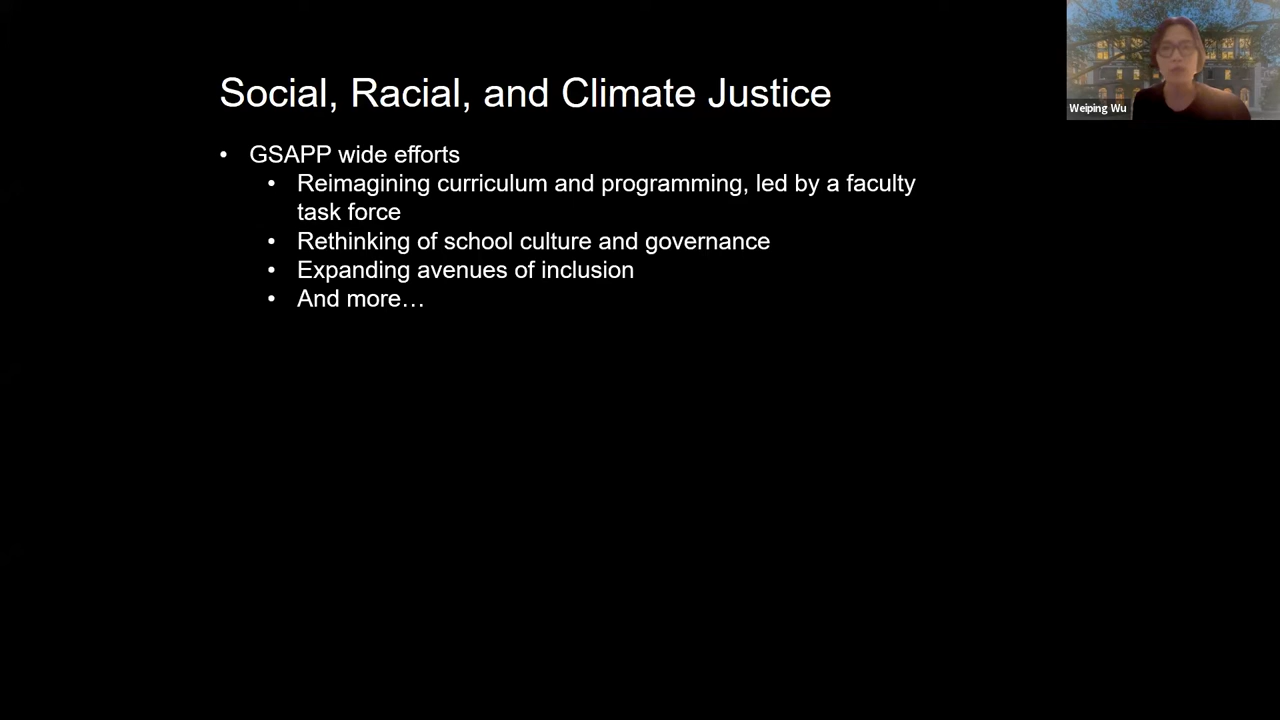 Social, Racial, and Climate Justice
• GSAPP wide efforts
• Reimagining curriculum and programming, led by a faculty
task force
• Rethinking of school culture and governance
• Expanding avenues of inclusion
• And more…
Weiping Wu